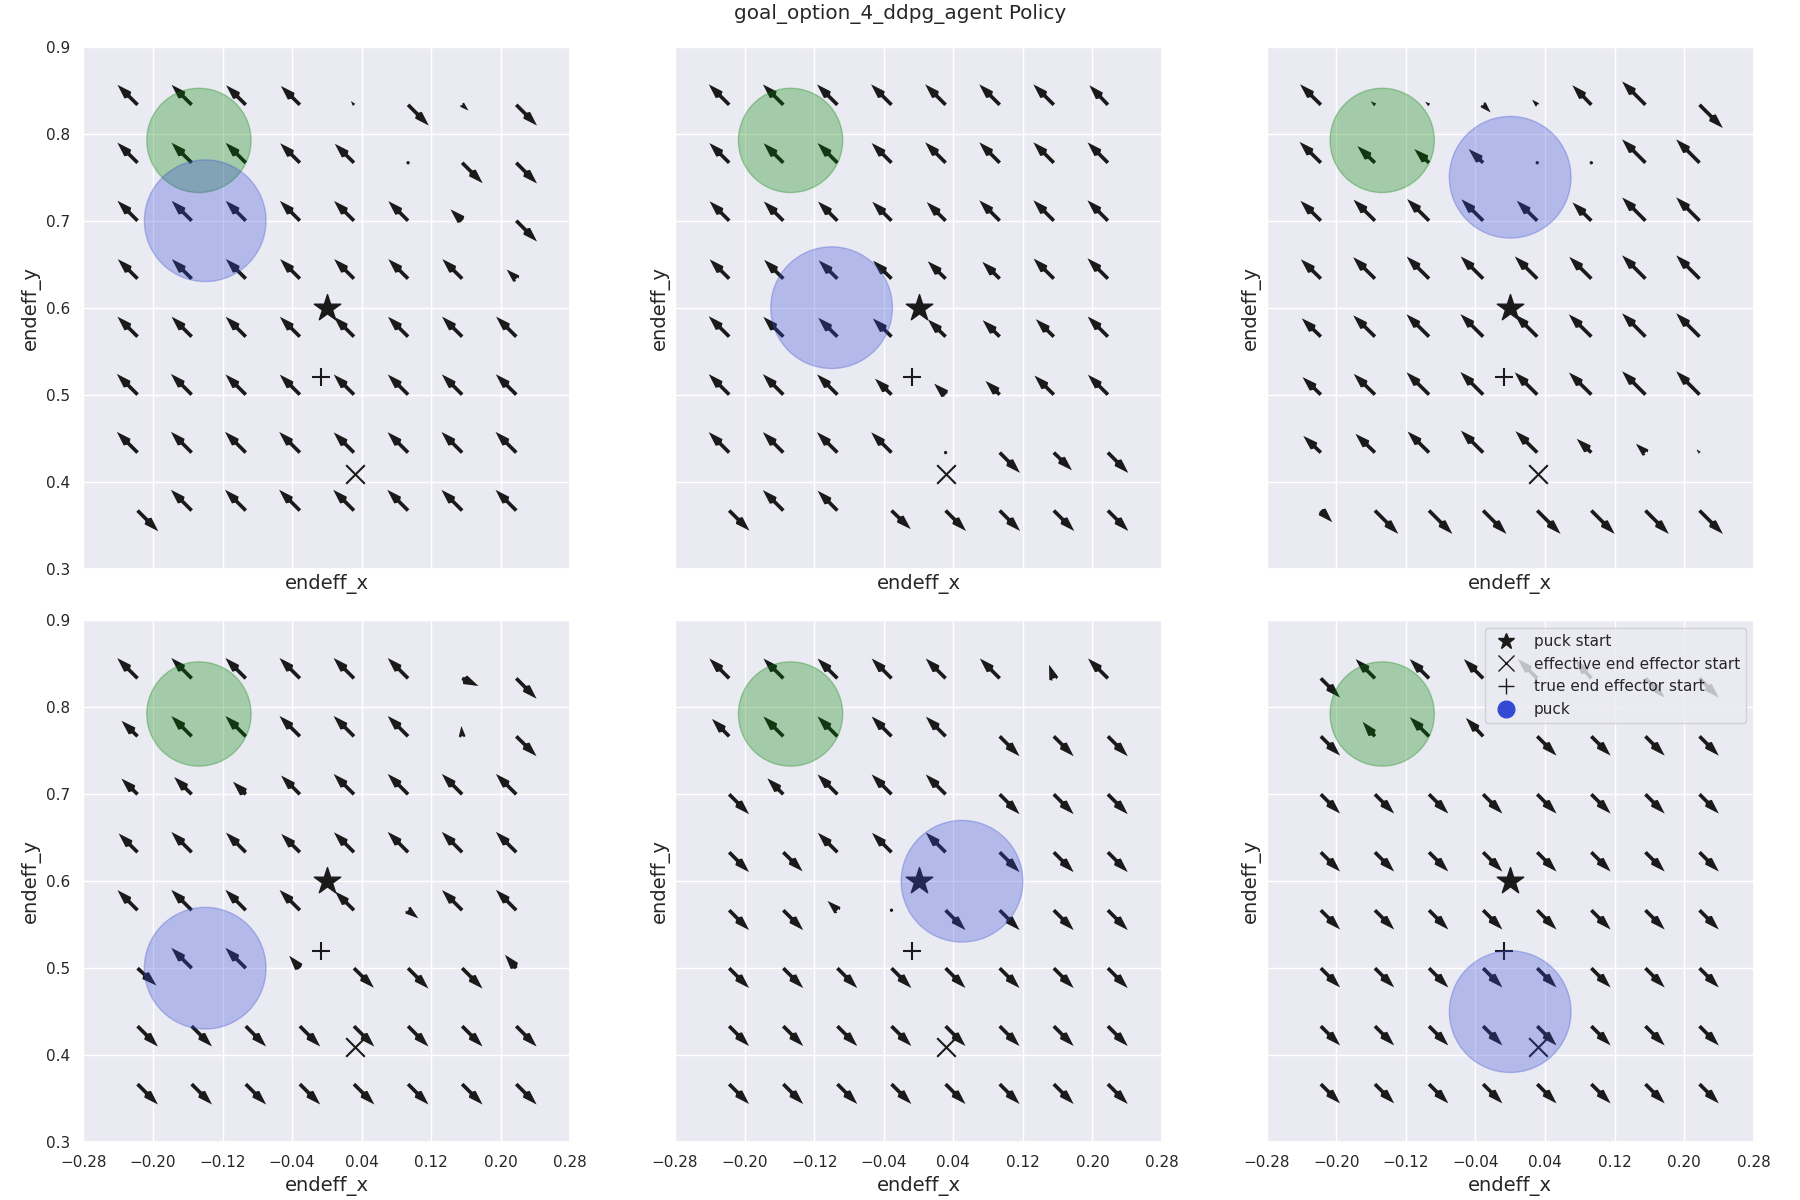 goal_option_4_ddpg_agent Policy
0.9
0.8
0.7
0.6
0.5
0.4
0.3
endeff_y
endeff_x
endeff_y
endeff_x
endeff_y
endeff_x
0.9
0.8
0.7
0.6
0.5
0.4
0.3
endeff_y
−0.28 −0.20 −0.12 −0.04 0.04 0.12 0.20 0.28
endeff_x
endeff_y
−0.28 −0.20 −0.12 −0.04 0.04 0.12 0.20 0.28
endeff_x
puck start
effective end effector start
true end effector start
puck
endeff_y
−0.28 −0.20 −0.12 −0.04 0.04 0.12 0.20 0.28
endeff_x